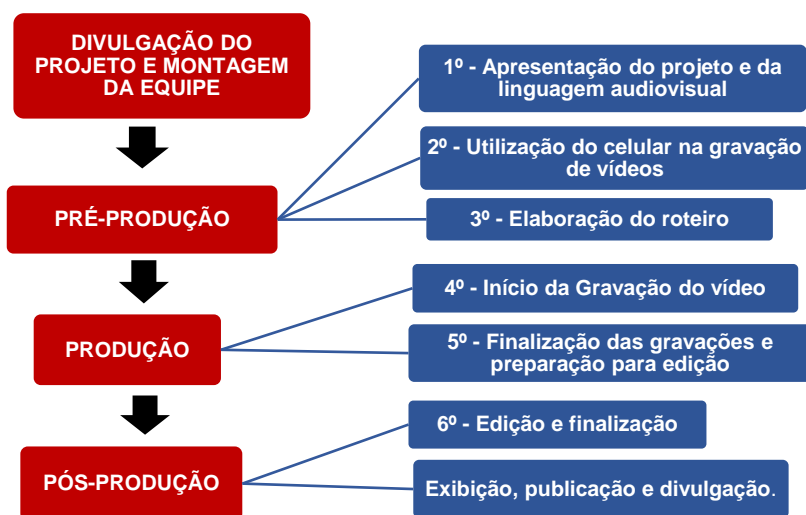 DIVULGAÇÃO DO
PROJETO E MONTAGEM
DA EQUIPE
1º - Apresentação do projeto e da
linguagem audiovisual
2º - Utilização do celular na gravação
de vídeos
PRÉ-PRODUÇÃO
3º - Elaboração do roteiro
4º - Início da Gravação do vídeo
PRODUÇÃO
5º - Finalização das gravações e
preparação para edição
6º - Edição e finalização
PÓS-PRODUÇÃO
Exibição, publicação e divulgação.